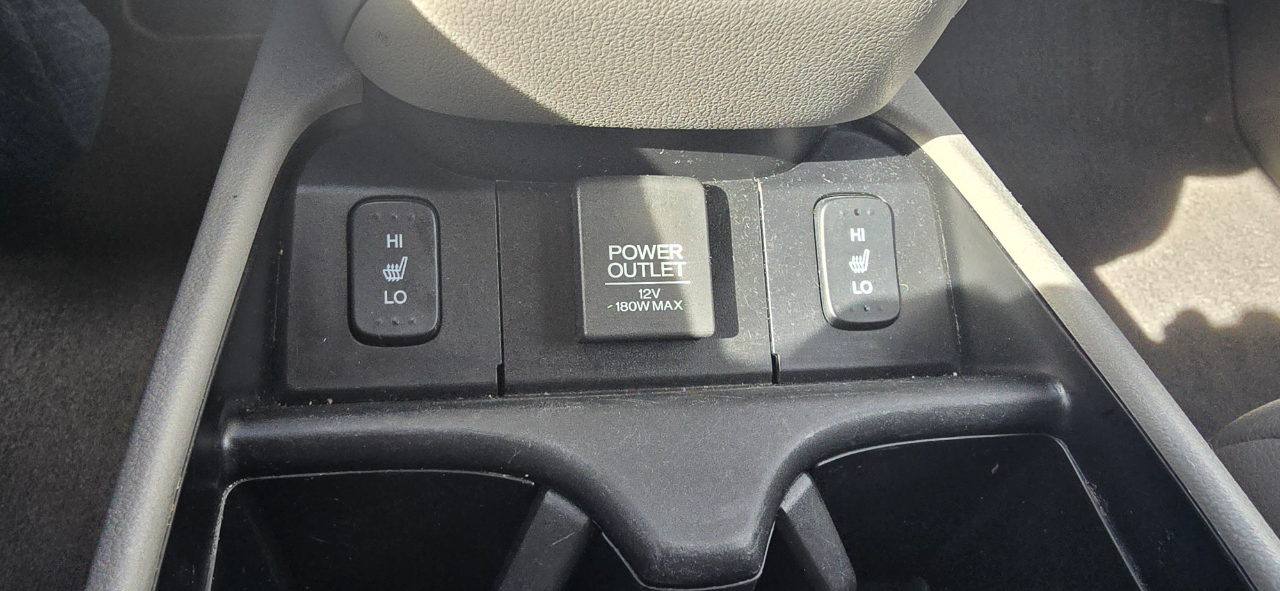 HI
LO
POWER
OUTLET
12V
180W MAX
HI
LO